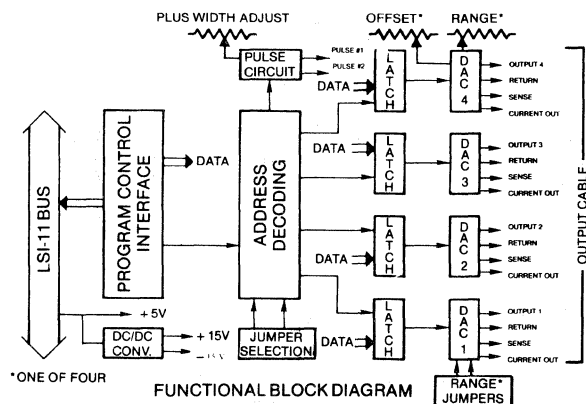 PLUS WIDTH ADJUST
OFFSET*
RANGE*
PULSE CIRCUIT
PULSE #1
PULSE #2
LSI-11 BUS
PROGRAM CONTROL INTERFACE
DATA
ADDRESS DECODING
JUMPER SELECTION
+5V
DC/DC CONV.
+ 15V
- 15V
DATA
LATCH
DAC 4
OUTPUT 4
RETURN
SENSE
CURRENT OUT
DATA
LATCH
DAC 3
OUTPUT 3
RETURN
SENSE
CURRENT OUT
DATA
LATCH
DAC 2
OUTPUT 2
RETURN
SENSE
CURRENT OUT
DATA
LATCH
DAC 1
OUTPUT 1
RETURN
SENSE
CURRENT OUT
OUTPUT CABLE
RANGE* JUMPERS
*ONE OF FOUR
FUNCTIONAL BLOCK DIAGRAM